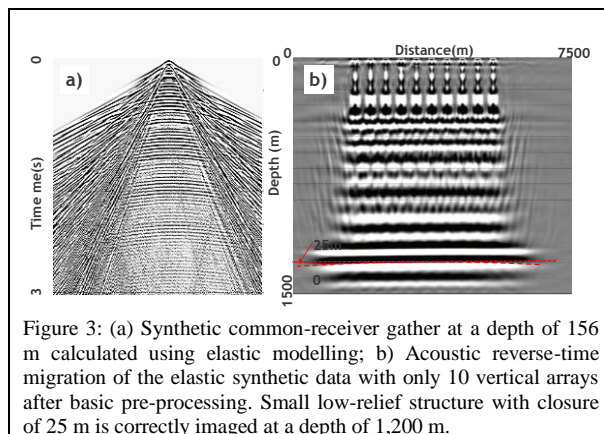 0
a)
Time me(s)
3
Distance(m)
0
7500
0
b)
Depth (m)
25m
0
1500
Figure 3: (a) Synthetic common-receiver gather at a depth of 156
m calculated using elastic modelling; b) Acoustic reverse-time
migration of the elastic synthetic data with only 10 vertical arrays
after basic pre-processing. Small low-relief structure with closure
of 25 m is correctly imaged at a depth of 1,200 m.